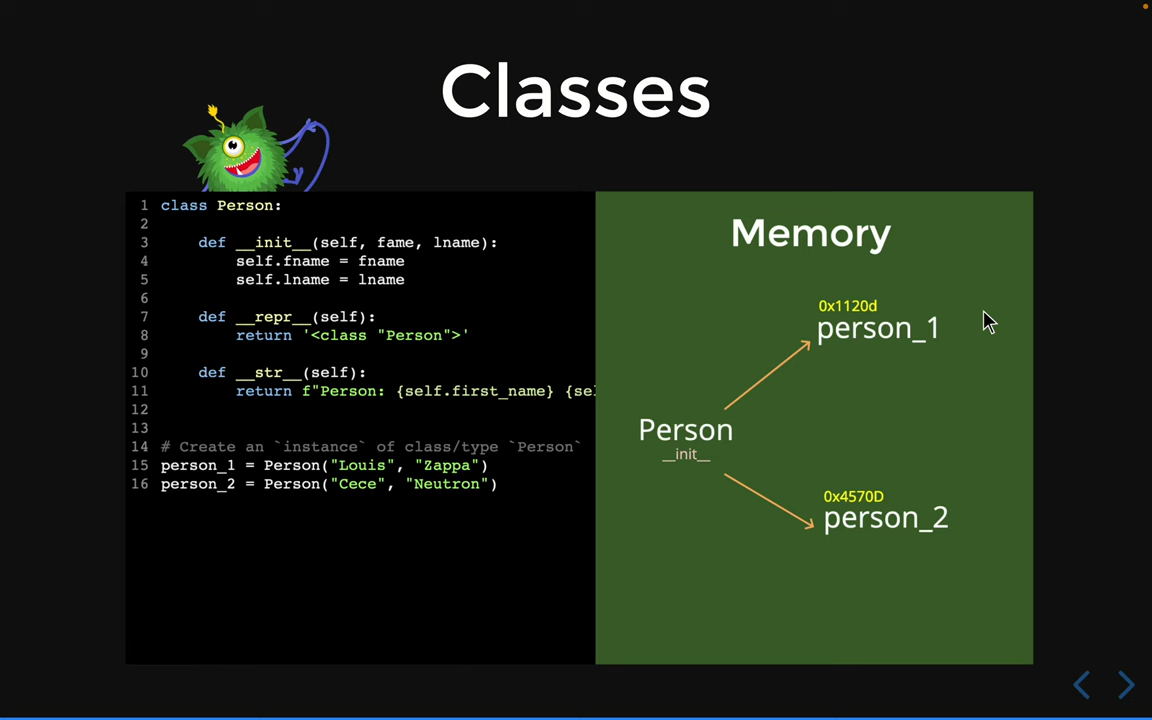 Classes
1 class Person:
2
3 def __init__(self, fame, lname):
4 self.fname = fname
5 self.lname = lname
6
7 def __repr__(self):
8 return '<class "Person">'
9
10 def __str__(self):
11 return f"Person: {self.first_name} {sel
12
13
14 # Create an `instance` of class/type `Person`
15 person_1 = Person("Louis", "Zappa")
16 person_2 = Person("Cece", "Neutron")
Memory
0x1120d
person_1
Person
__init__
0x4570D
person_2